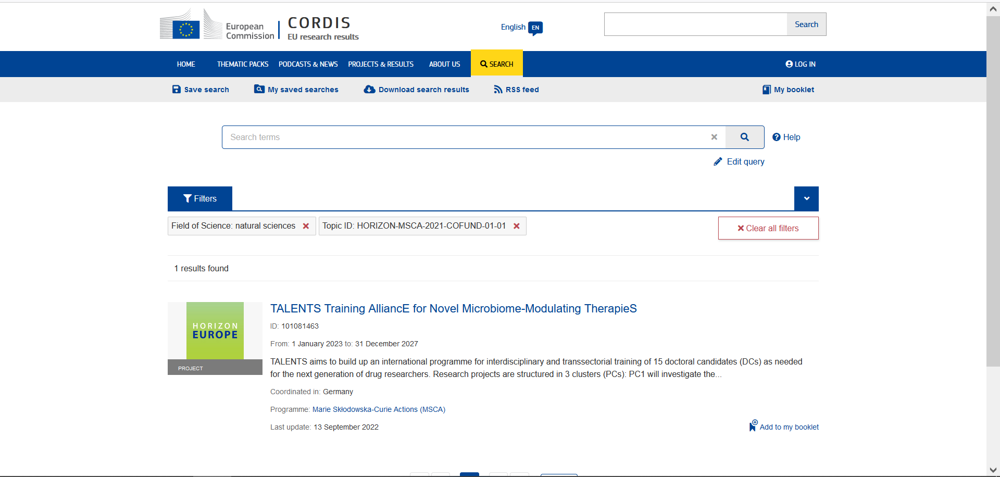 European
Commission
CORDIS
EU research results
English EN
Search
HOME THEMATIC PACKS PODCASTS & NEWS PROJECTS & RESULTS ABOUT US SEARCH LOG IN
Save search My saved searches Download search results RSS feed My booklet
Search terms
Help
Edit query
Filters
Field of Science: natural sciences Topic ID: HORIZON-MSCA-2021-COFUND-01-01
Clear all filters
1 results found
HORIZON
EUROPE
PROJECT
TALENTS Training AlliancE for Novel Microbiome-Modulating TherapieS
ID: 101081463
From: 1 January 2023 to: 31 December 2027
TALENTS aims to build up an international programme for interdisciplinary and transsectorial training of 15 doctoral candidates (DCs) as needed
for the next generation of drug researchers. Research projects are structured in 3 clusters (PCs): PC1 will investigate the...
Coordinated in: Germany
Programme: Marie Skłodowska-Curie Actions (MSCA)
Last update: 13 September 2022
Add to my booklet